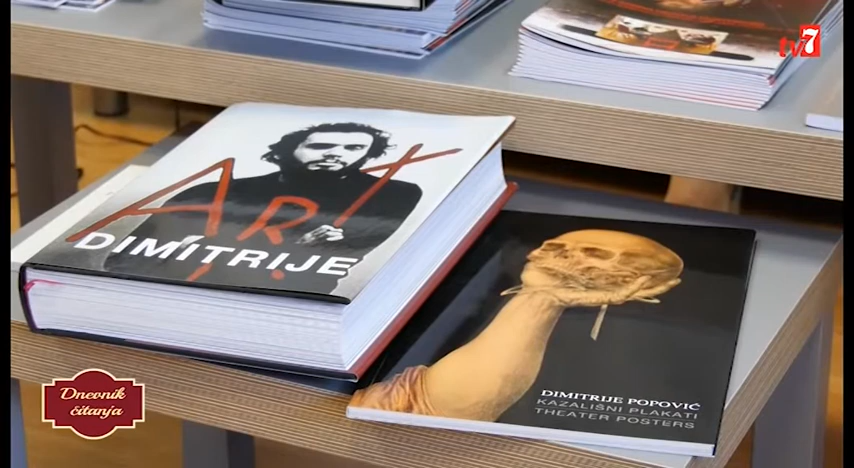 tv7
ART
DIMITRIJE
DIMITRIJE POPOVIĆ
KAZALIŠNI PLAKATI
THEATER POSTERS
Dnevnik
čitanja